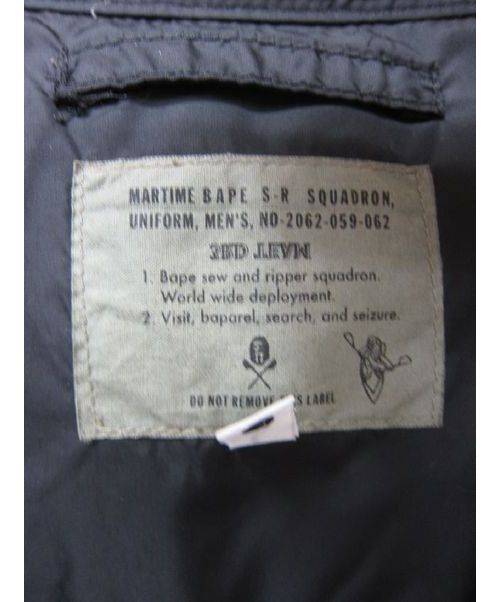 MARTIME BAPE S-R SQUADRON,
UNIFORM, MEN'S, NO-2062-059-062
1. Bape sew and ripper squadron.
World wide deployment.
2. Visit, baparel, search, and seizure.
DO NOT REMOVE LABEL